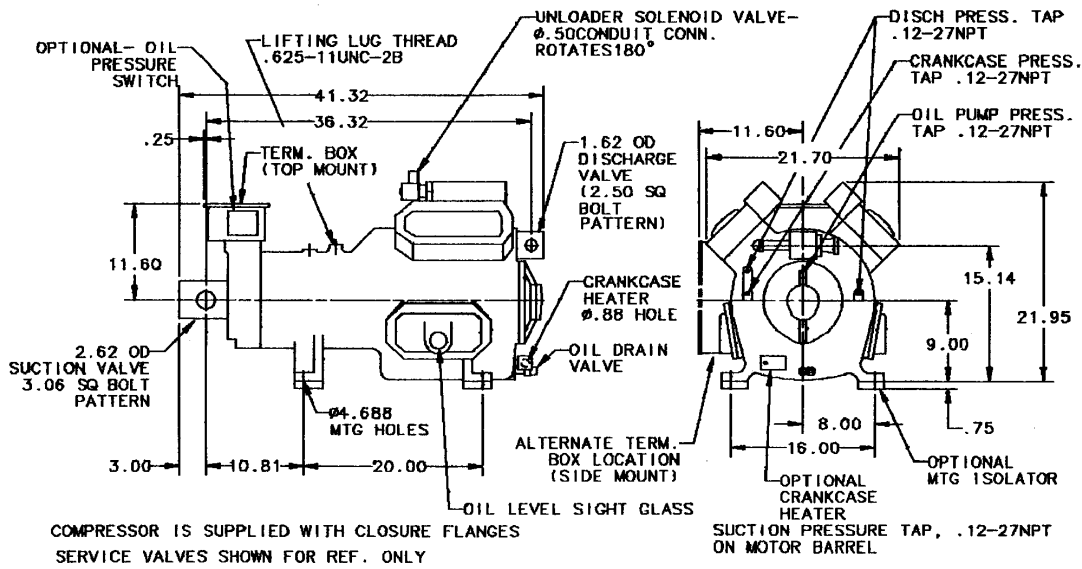 OPTIONAL- OIL
PRESSURE
SWITCH
LIFTING LUG THREAD
.625-11UNC-2B
UNLOADER SOLENOID VALVE-
ø.50CONDUIT CONN.
ROTATES180°
DISCH PRESS. TAP
.12-27NPT
CRANKCASE PRESS.
TAP .12-27NPT
OIL PUMP PRESS.
TAP .12-27NPT
41.32
36.32
.25
TERM. BOX
(TOP MOUNT)
1.62 OD
DISCHARGE
VALVE
(2.50 SQ
BOLT
PATTERN)
11.60
21.70
11.60
15.14
21.95
9.00
CRANKCASE
HEATER
ø.88 HOLE
OIL DRAIN
VALVE
2.62 OD
SUCTION VALVE
3.06 SQ BOLT
PATTERN
ø4.688
MTG HOLES
3.00
10.81
20.00
8.00
16.00
.75
ALTERNATE TERM.
BOX LOCATION
(SIDE MOUNT)
OPTIONAL
MTG ISOLATOR
OPTIONAL
CRANKCASE
HEATER
OIL LEVEL SIGHT GLASS
SUCTION PRESSURE TAP, .12-27NPT
ON MOTOR BARREL
COMPRESSOR IS SUPPLIED WITH CLOSURE FLANGES
SERVICE VALVES SHOWN FOR REF. ONLY